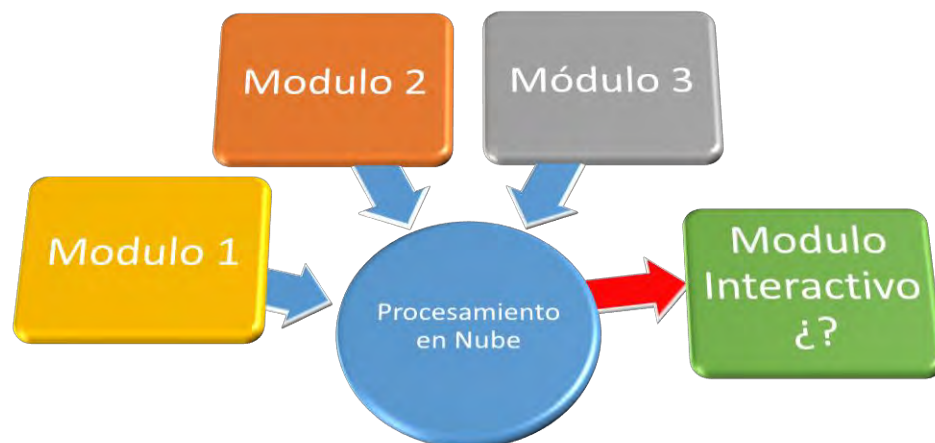 Modulo 2
Módulo 3
Modulo 1
Procesamiento
en Nube
Modulo
Interactivo
¿?